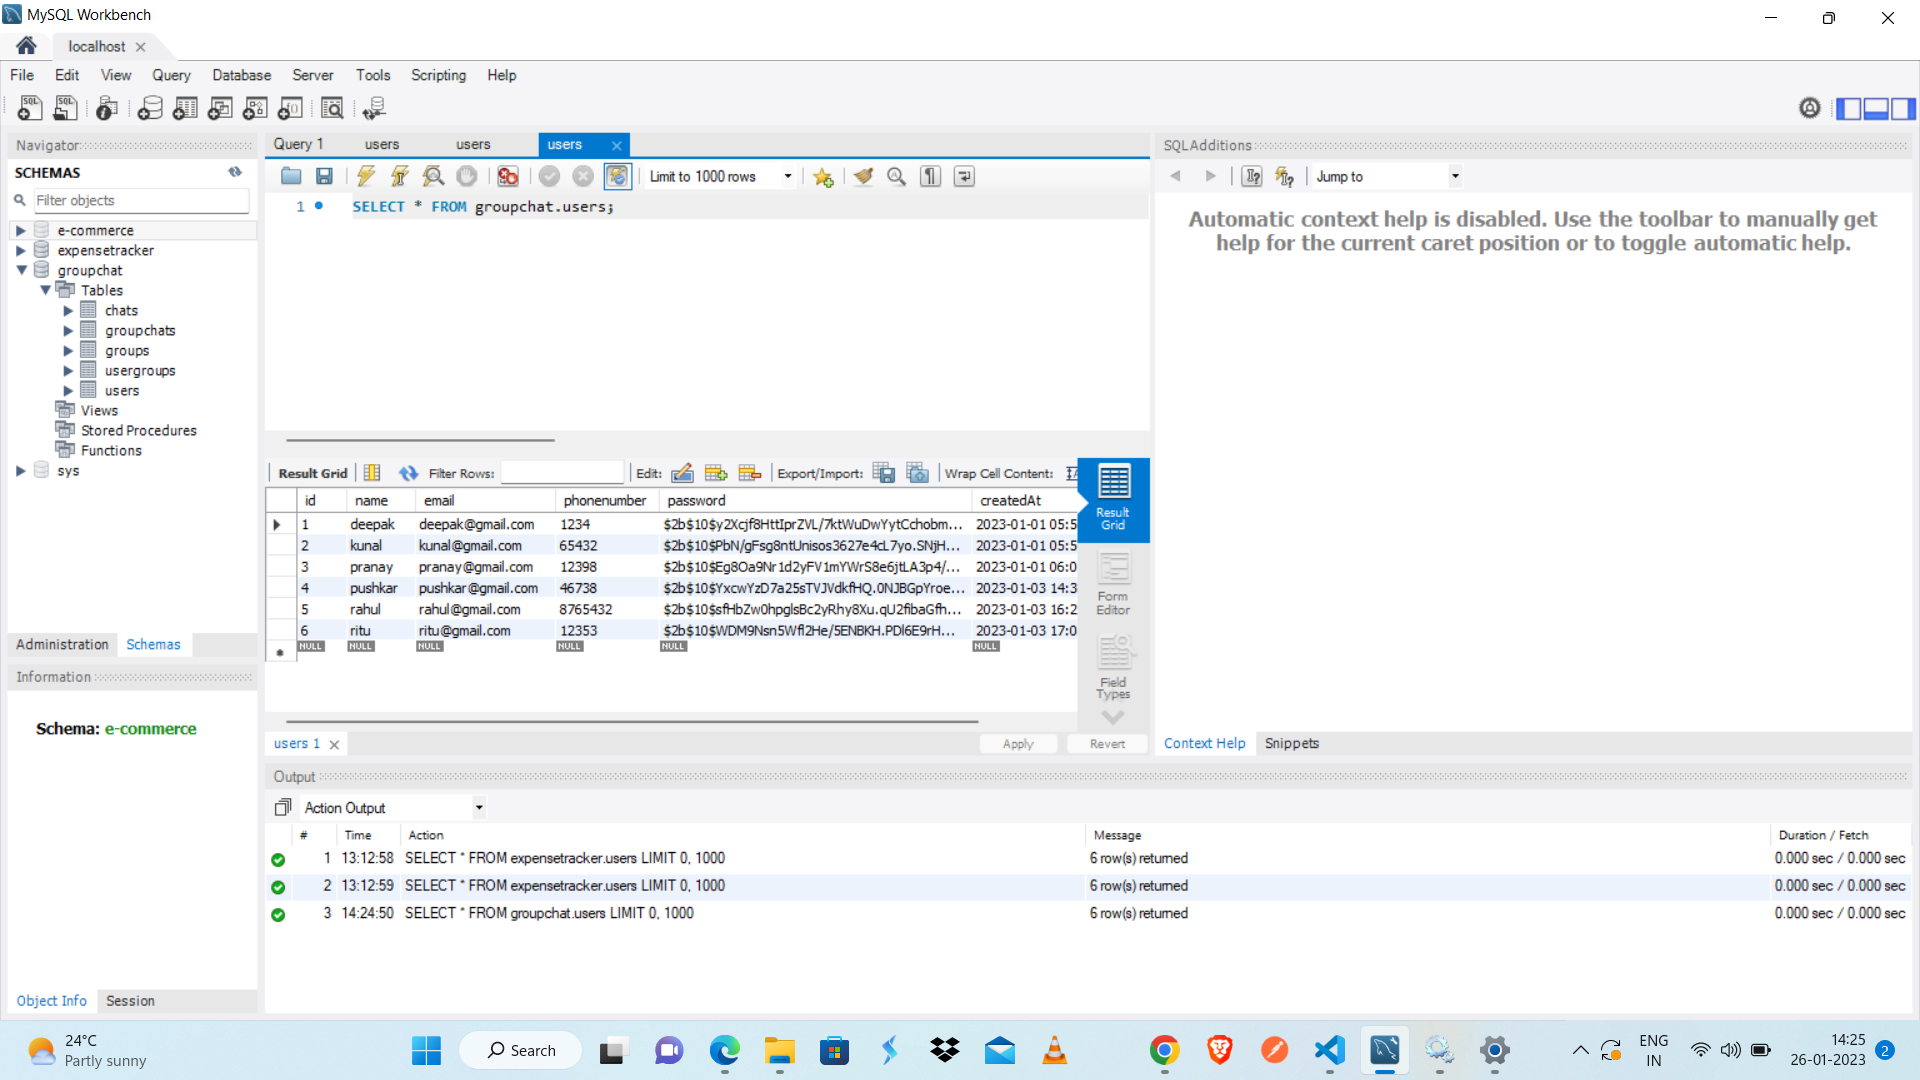 MySQL Workbench
localhost
File Edit View Query Database Server Tools Scripting Help
Navigator
SCHEMAS
Filter objects
e-commerce
expensetracker
groupchat
Tables
chats
groupchats
groups
usergroups
users
Views
Stored Procedures
Functions
sys
Administration Schemas
Information
Schema: e-commerce
Object Info Session
Query 1 users users users
Limit to 1000 rows
1 SELECT * FROM groupchat.users;
Result Grid Filter Rows: Edit: Export/Import: Wrap Cell Content:
id name email phonenumber password createdAt
1 deepak deepak@gmail.com 1234 $2b$10$y2Xcjf8HttIprZVL/7ktWuDwYytCchobm... 2023-01-01 05:5
2 kunal kunal@gmail.com 65432 $2b$10$PbN/gFsg8ntUnisos3627e4cL7yo.SNjH... 2023-01-01 05:5
3 pranay pranay@gmail.com 12398 $2b$10$Eg8Oa9Nr1d2yFV1mYWrS8e6jtLA3p4/... 2023-01-01 06:0
4 pushkar pushkar@gmail.com 46738 $2b$10$YxcwYzD7a25sTVJVdkfHQ.0NJBGpYroe... 2023-01-03 14:3
5 rahul rahul@gmail.com 8765432 $2b$10$sfHbZw0hpglsBc2yRhy8Xu.qU2fibaGfh... 2023-01-03 16:2
6 ritu ritu@gmail.com 12353 $2b$10$WDM9Nsn5Wfl2He/5ENBKH.PDl6E9rH... 2023-01-03 17:0
NULL NULL NULL NULL NULL NULL
Result Grid
Form Editor
Field Types
users 1
Apply Revert
SQLAdditions
Jump to
Automatic context help is disabled. Use the toolbar to manually get
help for the current caret position or to toggle automatic help.
Context Help Snippets
Output
Action Output
# Time Action Message Duration / Fetch
1 13:12:58 SELECT * FROM expensetracker.users LIMIT 0, 1000 6 row(s) returned 0.000 sec / 0.000 sec
2 13:12:59 SELECT * FROM expensetracker.users LIMIT 0, 1000 6 row(s) returned 0.000 sec / 0.000 sec
3 14:24:50 SELECT * FROM groupchat.users LIMIT 0, 1000 6 row(s) returned 0.000 sec / 0.000 sec
24°C
Partly sunny
Search
ENG
IN
14:25
26-01-2023
2